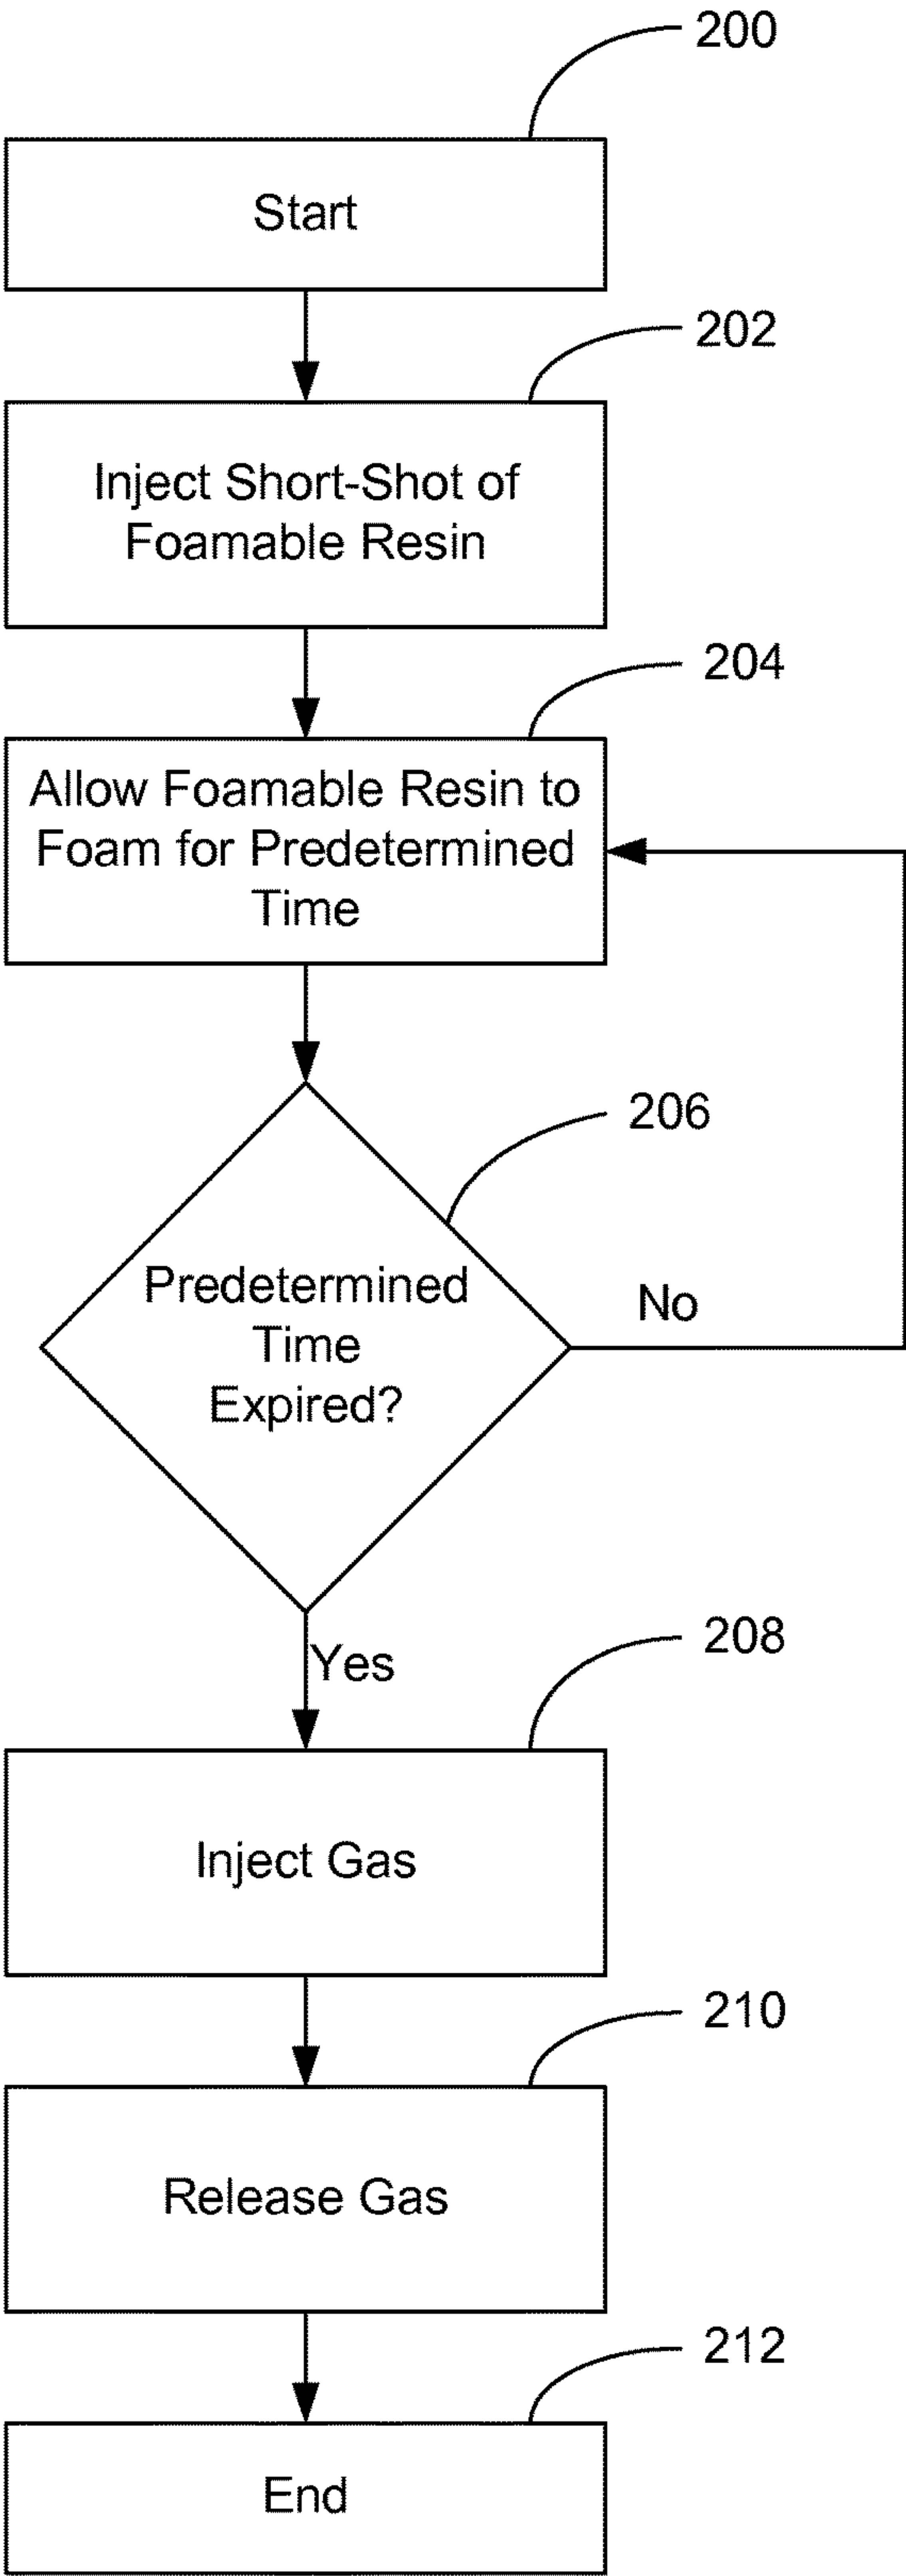 200
Start
202
Inject Short-Shot of
Foamable Resin
204
Allow Foamable Resin to
Foam for Predetermined
Time
206
Predetermined
Time
Expired?
No
Yes
208
Inject Gas
210
Release Gas
212
End